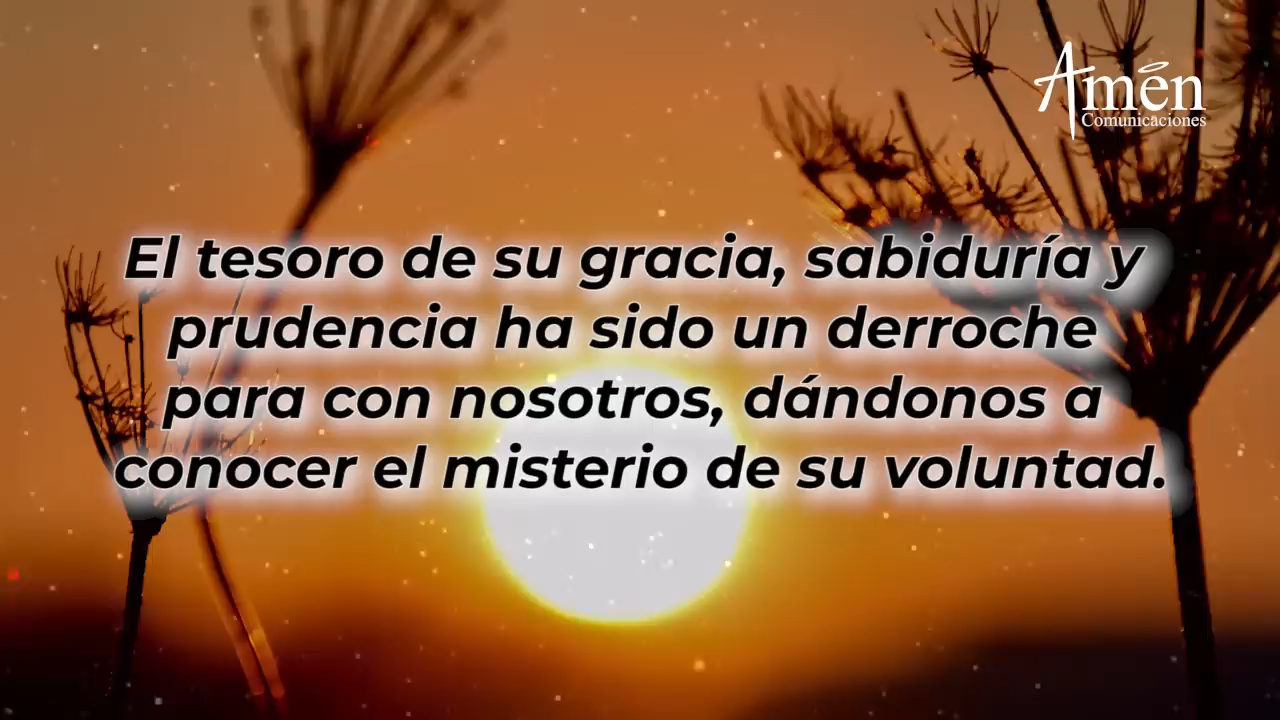 Amén
Comunicaciones
El tesoro de su gracia, sabiduría y
prudencia ha sido un derroche
para con nosotros, dándonos a
conocer el misterio de su voluntad.